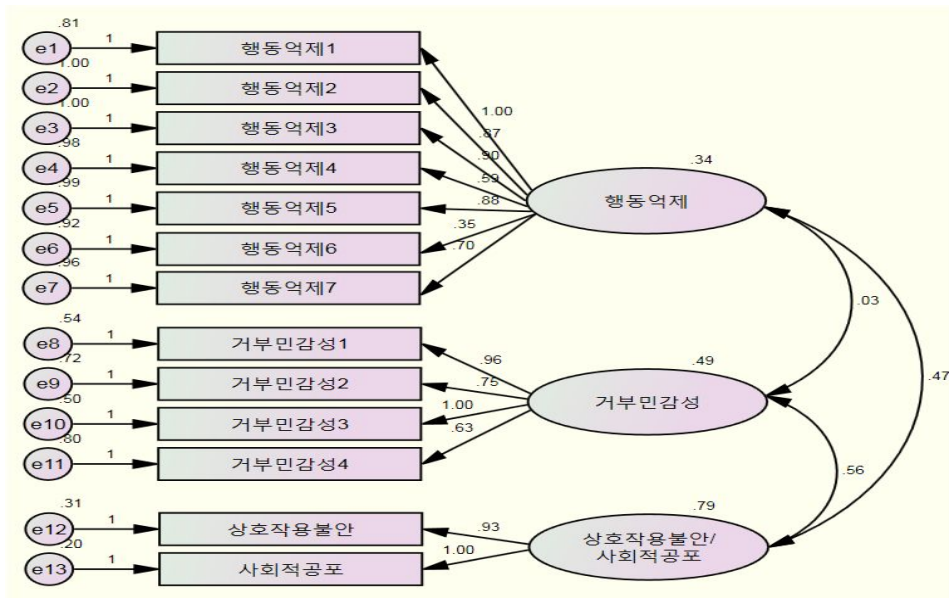 .81
e1 1 행동억제1
1.00
e2 1 행동억제2
1.00
e3 1 행동억제3
.98
e4 1 행동억제4
.99
e5 1 행동억제5
.92
e6 1 행동억제6
.96
e7 1 행동억제7
1.00
.87
.90
.59
.88
.35
.70
.34
행동억제
.54
e8 1 거부민감성1
.72
e9 1 거부민감성2
.50
e10 1 거부민감성3
.80
e11 1 거부민감성4
.96
.75
1.00
.63
.49
거부민감성
.03
.47
.56
.31
e12 1 상호작용불안
.20
e13 1 사회적공포
.93
1.00
.79
상호작용불안/
사회적공포